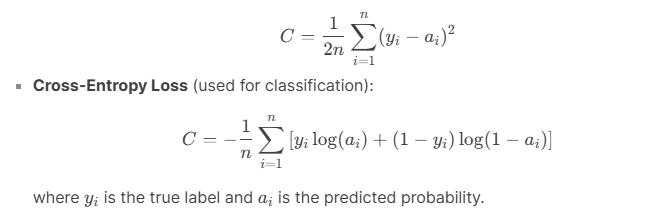 C = \frac{1}{2n} \sum_{i=1}^{n} (y_i - a_i)^2
▪ Cross-Entropy Loss (used for classification):
C = -\frac{1}{n} \sum_{i=1}^{n} [y_i \log(a_i) + (1 - y_i) \log(1 - a_i)]
where y_i is the true label and a_i is the predicted probability.